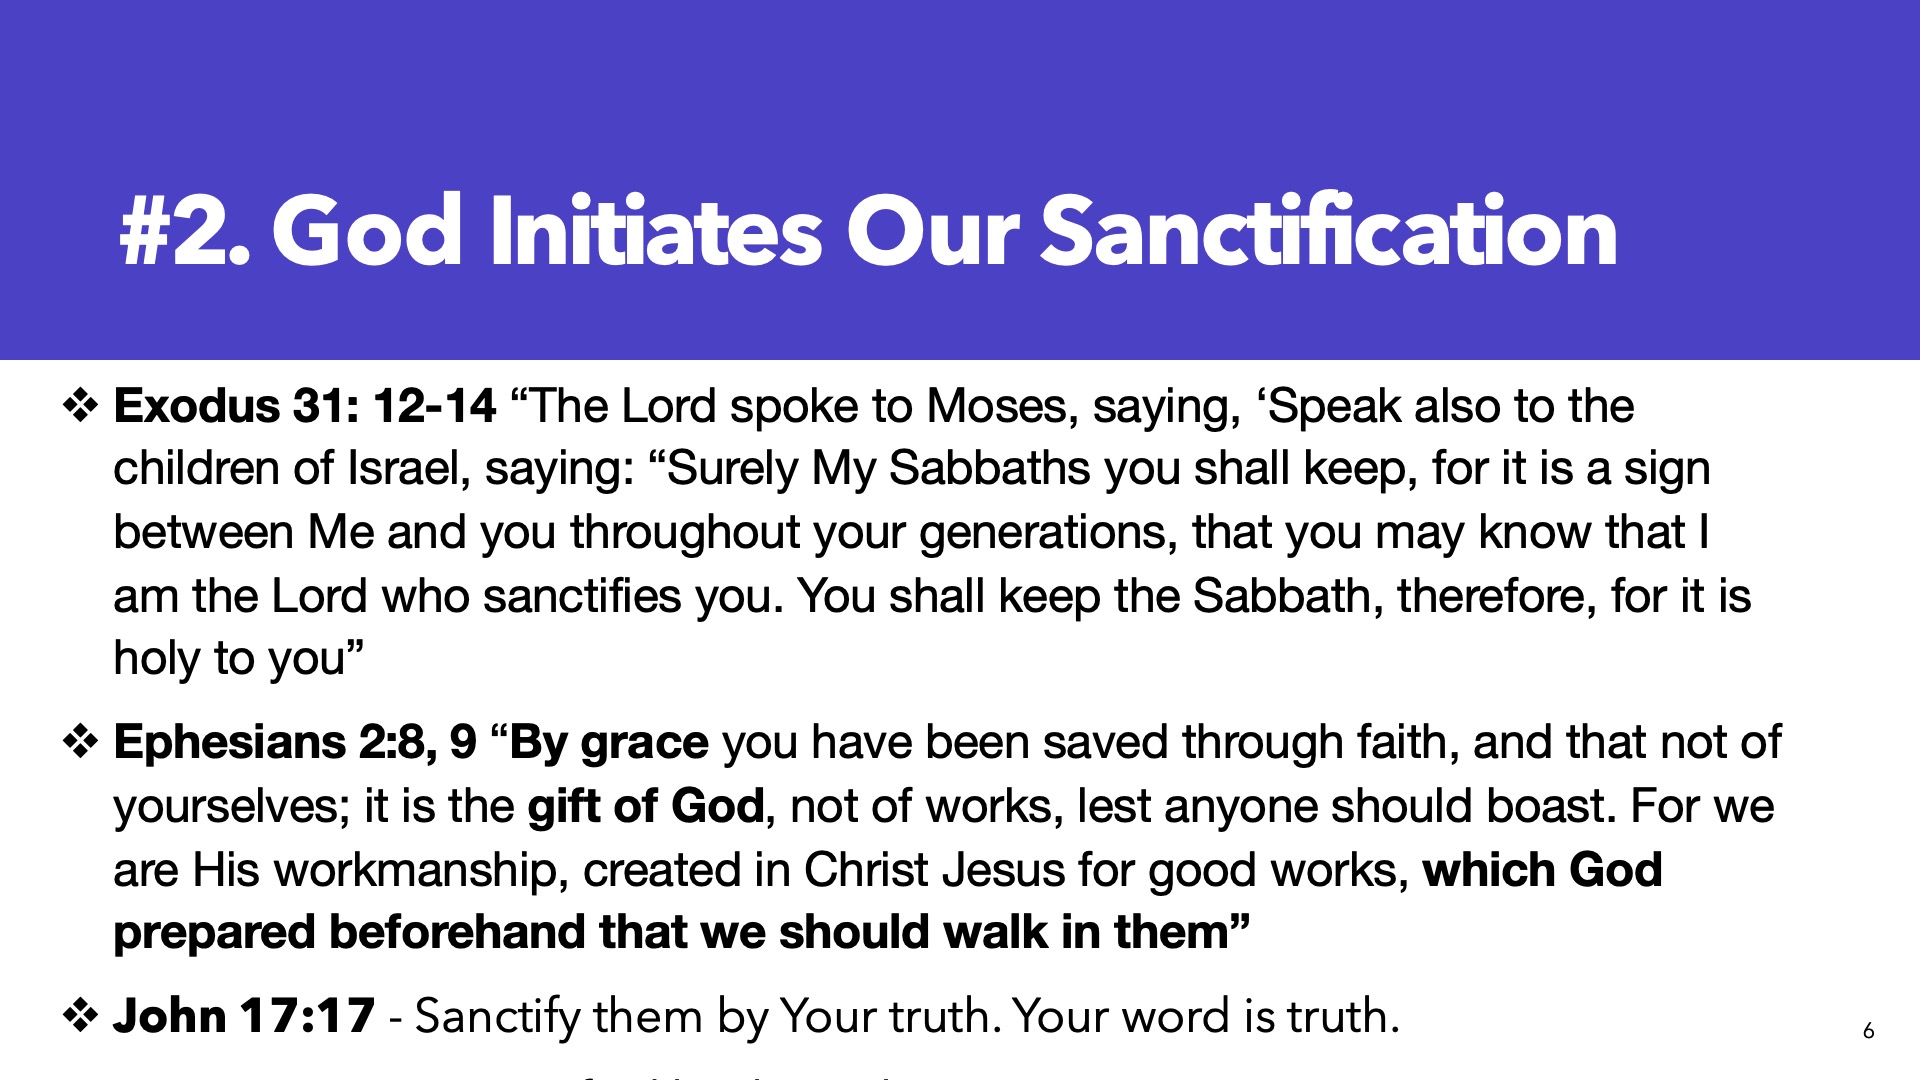 #2. God Initiates Our Sanctification
❖ Exodus 31: 12-14 “The Lord spoke to Moses, saying, ‘Speak also to the
children of Israel, saying: “Surely My Sabbaths you shall keep, for it is a sign
between Me and you throughout your generations, that you may know that I
am the Lord who sanctifies you. You shall keep the Sabbath, therefore, for it is
holy to you”
❖ Ephesians 2:8, 9 “By grace you have been saved through faith, and that not of
yourselves; it is the gift of God, not of works, lest anyone should boast. For we
are His workmanship, created in Christ Jesus for good works, which God
prepared beforehand that we should walk in them”
❖ John 17:17 - Sanctify them by Your truth. Your word is truth.
6